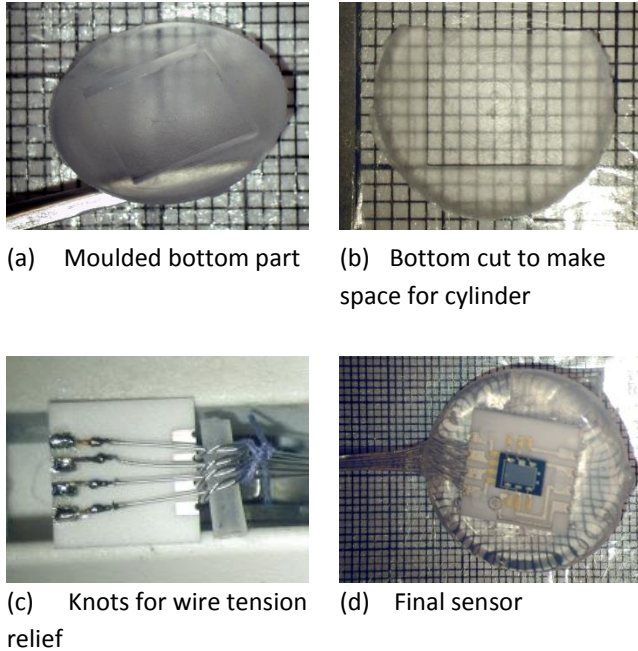 (a) Moulded bottom part
(b) Bottom cut to make
space for cylinder
(c) Knots for wire tension
relief
(d) Final sensor